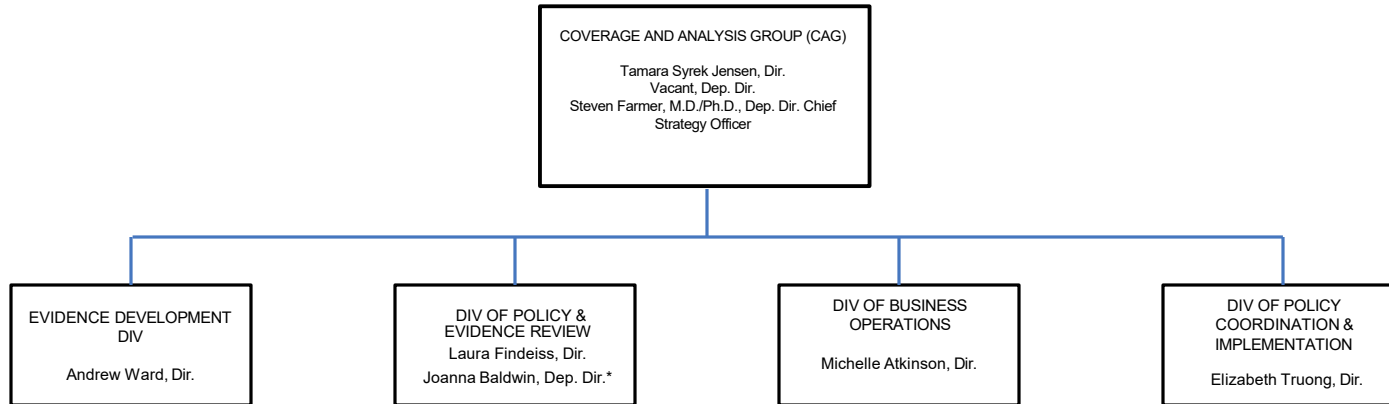 COVERAGE AND ANALYSIS GROUP (CAG)
Tamara Syrek Jensen, Dir.
Vacant, Dep. Dir.
Steven Farmer, M.D./Ph.D., Dep. Dir. Chief
Strategy Officer
EVIDENCE DEVELOPMENT
DIV
Andrew Ward, Dir.
DIV OF POLICY &
EVIDENCE REVIEW
Laura Findeiss, Dir.
Joanna Baldwin, Dep. Dir.*
DIV OF BUSINESS
OPERATIONS
Michelle Atkinson, Dir.
DIV OF POLICY
COORDINATION &
IMPLEMENTATION
Elizabeth Truong, Dir.